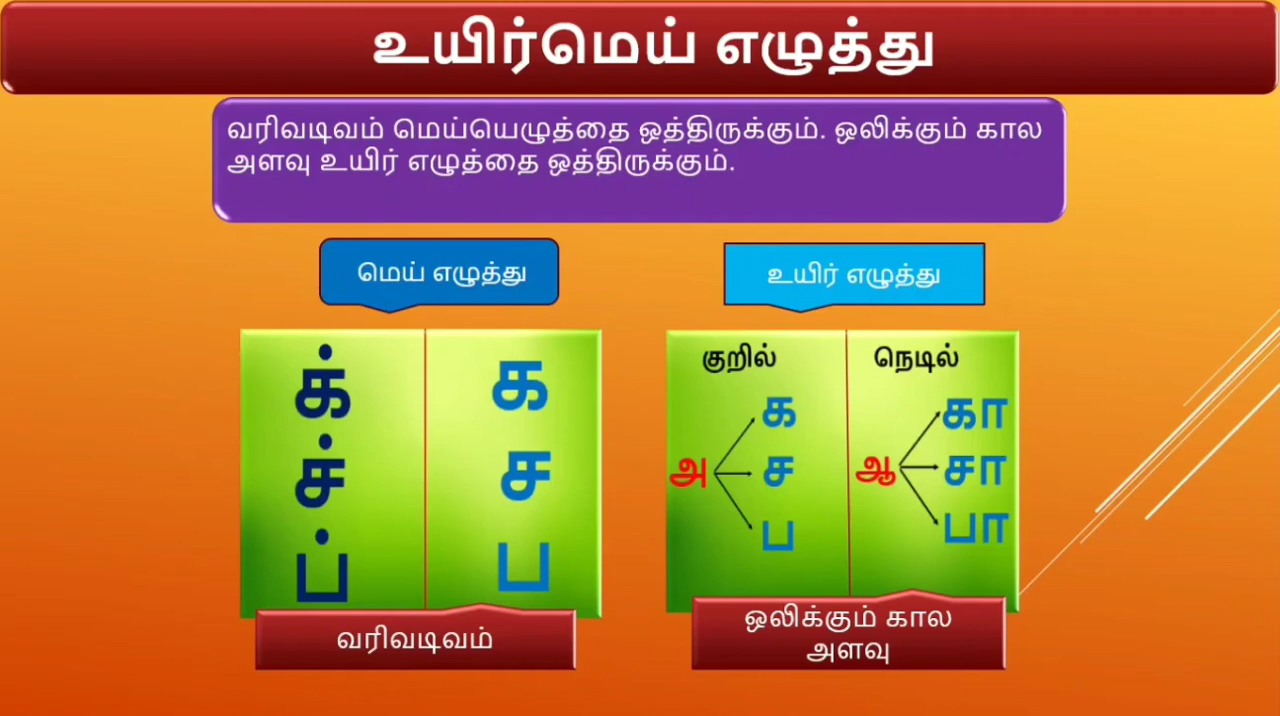 உயிர்மெய் எழுத்து
வரிவடிவம் மெய்யெழுத்தை ஒத்திருக்கும். ஒலிக்கும் கால
அளவு உயிர் எழுத்தை ஒத்திருக்கும்.
மெய் எழுத்து
க்
ச்
ப்
க
ச
ப
வரிவடிவம்
உயிர் எழுத்து
குறில்
அ
க
ச
ப
நெடில்
ஆ
கா
சா
பா
ஒலிக்கும் கால
அளவு